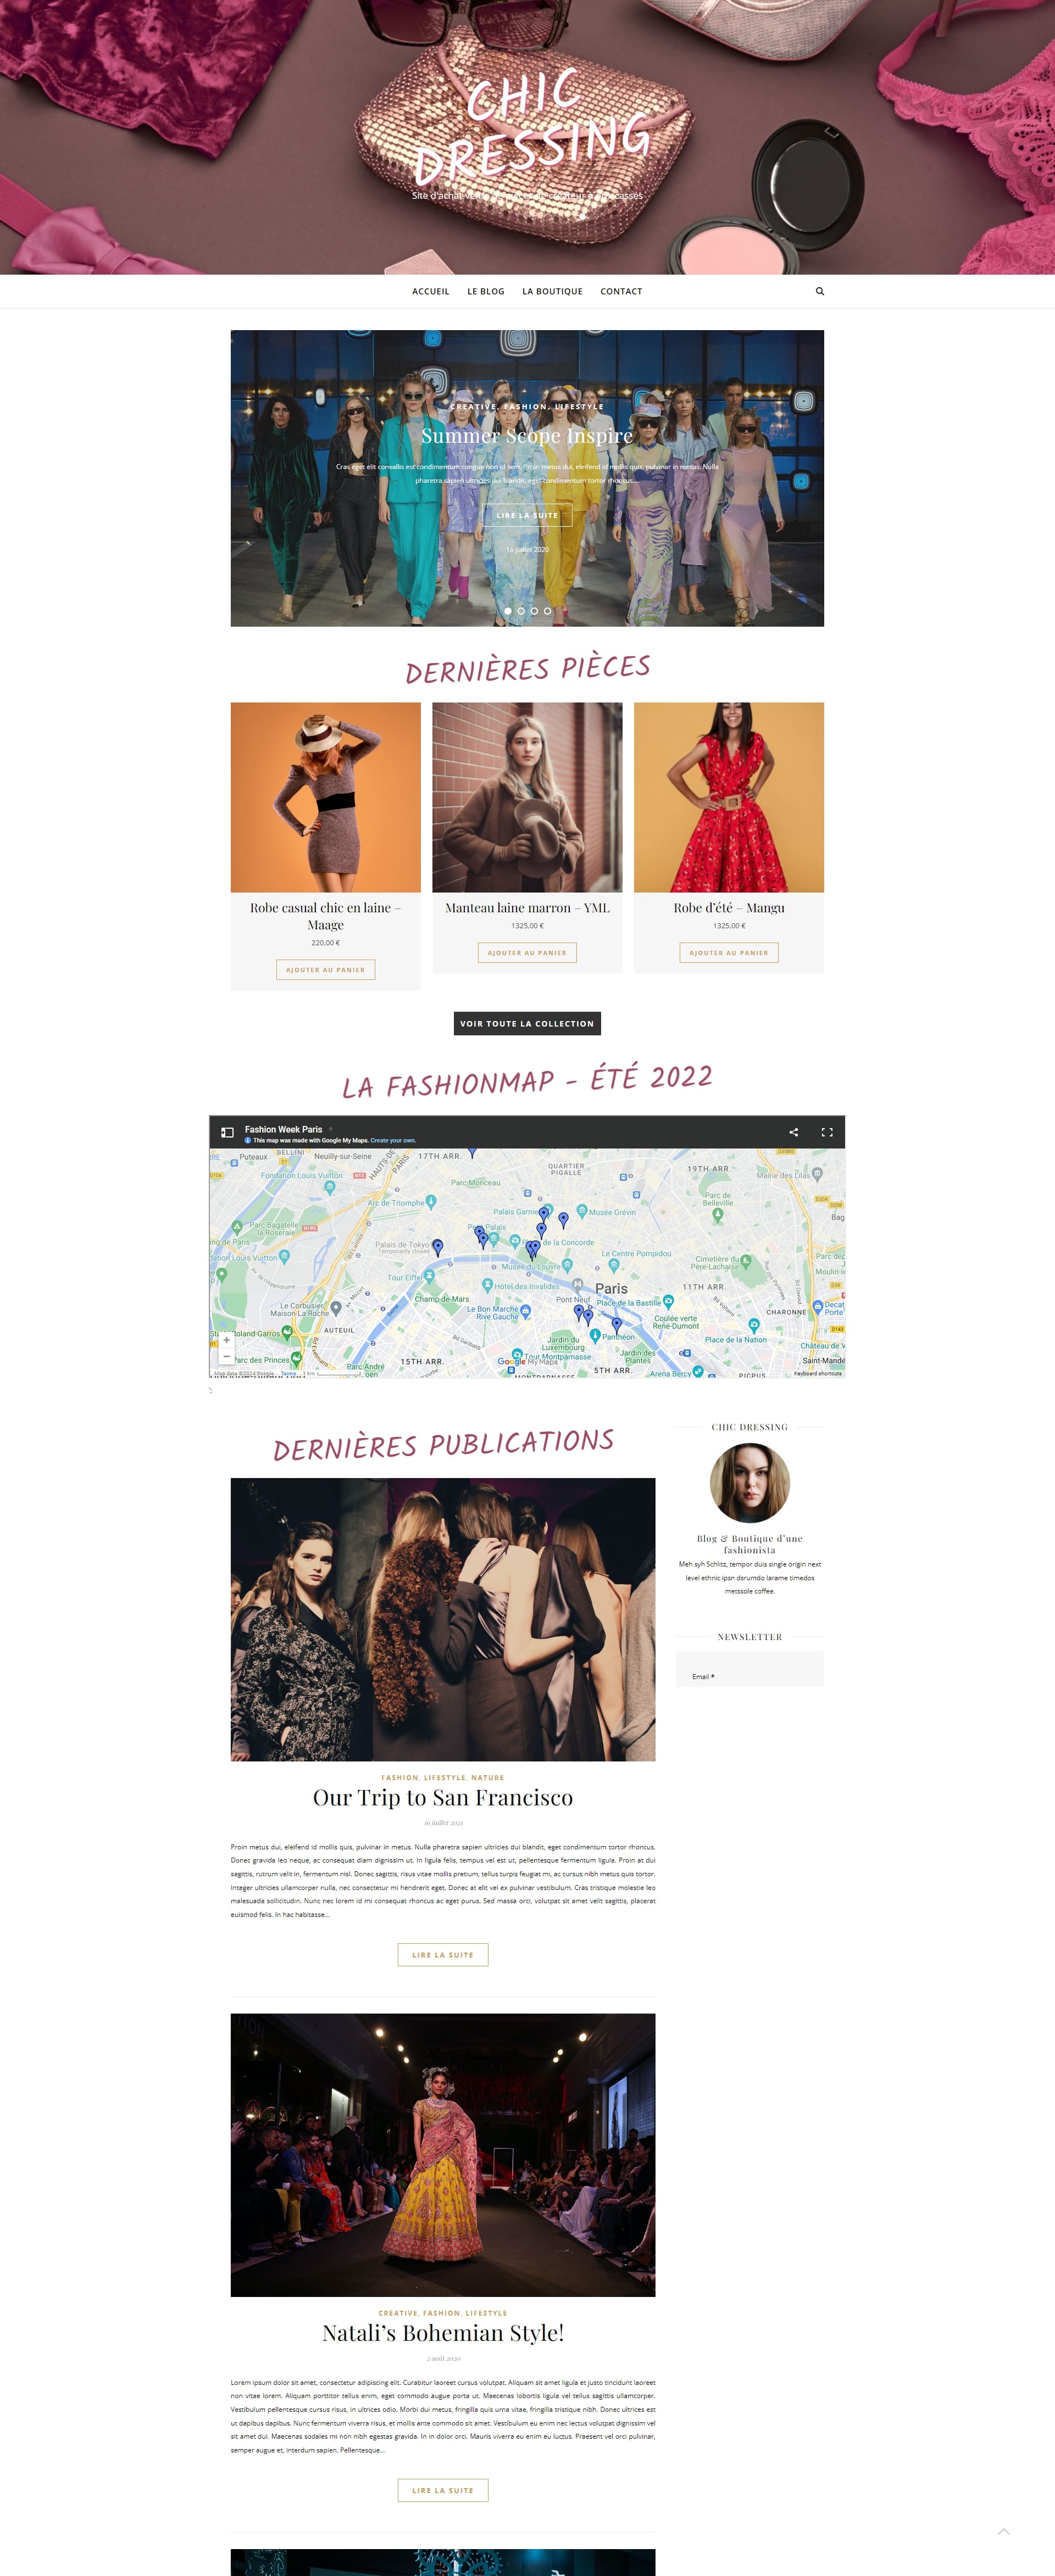 CHIC
DRESSING
Site d'achat
ACCUEIL LE BLOG LA BOUTIQUE CONTACT
CREATIVE, FASHION, LIFESTYLE
Summer Scope Inspire
Cras eget elit convallis est condimentum congue non id sem. Proin metus dui, eleifend id mollis quis, pulvinar in metus. Nulla
pharetra sapien ultricies dui blandit, eget condimentum tortor rhoncus...
LIRE LA SUITE
16 juillet 2020
DERNIÈRES PIÈCES
Robe casual chic en laine –
Maage
220,00 €
AJOUTER AU PANIER
Manteau laine marron – YML
1325,00 €
AJOUTER AU PANIER
Robe d'été – Mangu
1325,00 €
AJOUTER AU PANIER
VOIR TOUTE LA COLLECTION
LA FASHIONMAP - ÉTÉ 2022
Fashion Week Paris
This map was made with Google My Maps. Create your own.
BELLINI
Puteaux
Neuilly-sur-Seine
17TH ARR.
HAUTS-DE-
PARIS
QUARTIER
PIGALLE
19TH ARR.
Mairie des Lilas
Fondation Louis Vuitton
Parc Monceau
Arc de Triomphe
Palais Garnier
Musée Grévin
Parc de
Belleville
Parc Bagatelle
la Roseraie
Palais de Tokyo
Temporarily closed
Petit Palais
de la Concorde
Le Centre Pompidou
Musée du Louvre
Cimetière du
Père-Lachaise
Tour Eiffel
Hôtel des Invalides
Paris
11TH ARR.
Champ-de-Mars
Pont Neuf
Place de la Bastille
Le Corbusier
Maison La Roche
Le Bon Marché
Rive Gauche
CHARONNE
AUTEUIL
Panthéon
Coulée verte
René-Dumont
Place de la Nation
Jardin du
Luxembourg
Jardin des
Plantes
Parc des Princes
Parc André
15TH ARR.
Tour Montparnasse
5TH ARR.
Arena Bercy
Saint-Mandé
PICPUS
Google My Maps
Map data ©2024 Google Terms
Keyboard shortcuts
';
DERNIÈRES PUBLICATIONS
FASHION, LIFESTYLE, NATURE
Our Trip to San Francisco
16 juillet 2021
Proin metus dui, eleifend id mollis quis, pulvinar in metus. Nulla pharetra sapien ultricies dui blandit, eget condimentum tortor rhoncus.
Donec gravida leo neque, ac consequat diam dignissim ut. In ligula felis, tempus vel est ut, pellentesque fermentum ligula. Proin at dui
sagittis, rutrum velit in, fermentum nisl. Donec sagittis, risus vitae mollis pretium, tellus turpis feugiat mi, ac cursus nibh metus quis tortor.
Integer ultricies ullamcorper nulla, nec consectetur mi hendrerit eget. Donec at elit vel ex pulvinar vestibulum. Cras tristique molestie leo
malesuada sollicitudin. Nunc nec lorem id mi consequat rhoncus ac eget purus. Sed massa orci, volutpat sit amet velit sagittis, placerat
euismod felis. In hac habitasse...
LIRE LA SUITE
CREATIVE, FASHION, LIFESTYLE
Natali's Bohemian Style!
2 août 2020
Lorem ipsum dolor sit amet, consectetur adipiscing elit. Curabitur laoreet cursus volutpat. Aliquam sit amet ligula et justo tincidunt laoreet
non vitae lorem. Aliquam porttitor tellus enim, eget commodo augue porta ut. Maecenas lobortis ligula vel tellus sagittis ullamcorper.
Vestibulum pellentesque cursus risus, in ultrices odio. Morbi dui metus, fringilla quis urna vitae, fringilla tristique nibh. Donec ultrices est
ut dapibus dapibus. Nunc fermentum viverra risus, et mollis ante commodo sit amet. Vestibulum eu enim nec lectus volutpat dignissim vel
sit amet dui. Maecenas sodales mi non nibh egestas gravida. In in dolor orci. Mauris viverra eu enim eu luctus. Praesent vel orci pulvinar,
semper augue et, interdum sapien. Pellentesque...
LIRE LA SUITE
CHIC DRESSING
Blog & Boutique d'une
fashionista
Meh syh Schlitz, tempor duis single origin next
level ethnic ipsn dsrumdo larame timedos
metssole coffee.
NEWSLETTER
Email *